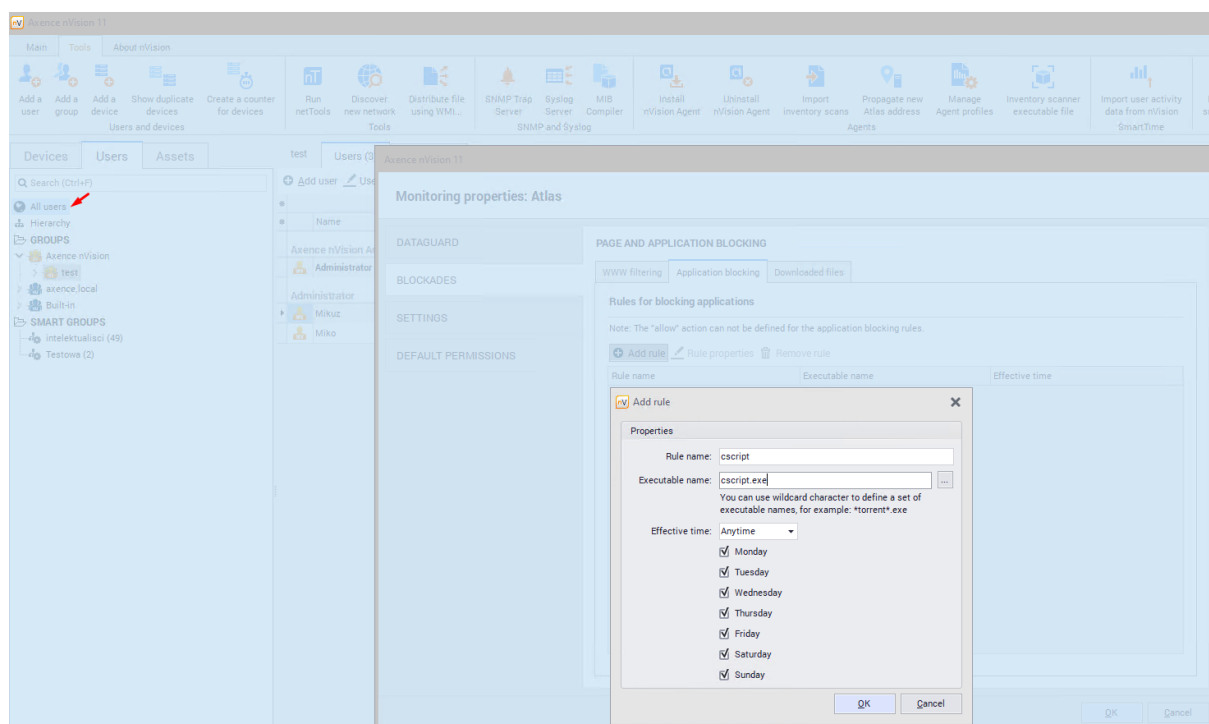 nV Axence nVision 11
Main Tools About nVision
Add a user
Add a group
Add a device
Show duplicate devices
Create a counter for devices
Users and devices
nT
Run netTools
Discover new network
Distribute file using WMI...
Tools
SNMP Trap Server
Syslog Server
MIB Compiler
SNMP and Syslog
Install nVision Agent
Uninstall nVision Agent
Import inventory scans
Propagate new Atlas address
Manage Agent profiles
Inventory scanner executable file
Agents
Import user activity data from nVision
SmartTime
Devices Users Assets
Search (Ctrl+F)
All users
Hierarchy
GROUPS
Axence nVision
test
axence.local
Built-in
SMART GROUPS
intelektualisci (49)
Testowa (2)
test Users (S
Add user Use
Name
Axence nVision A
Administrator
Administrator
Mikuz
Miko
Axence nVision 11
Monitoring properties: Atlas
DATAGUARD
BLOCKADES
SETTINGS
DEFAULT PERMISSIONS
PAGE AND APPLICATION BLOCKING
WWW filtering Application blocking Downloaded files
Rules for blocking applications
Note: The "allow" action can not be defined for the application blocking rules.
Add rule Rule properties Remove rule
Rule name Executable name Effective time
nV Add rule
Properties
Rule name: cscript
Executable name: cscript.exe ...
You can use wildcard character to define a set of
executable names, for example: *torrent*.exe
Effective time: Anytime
Monday
Tuesday
Wednesday
Thursday
Friday
Saturday
Sunday
OK Cancel
OK Cancel